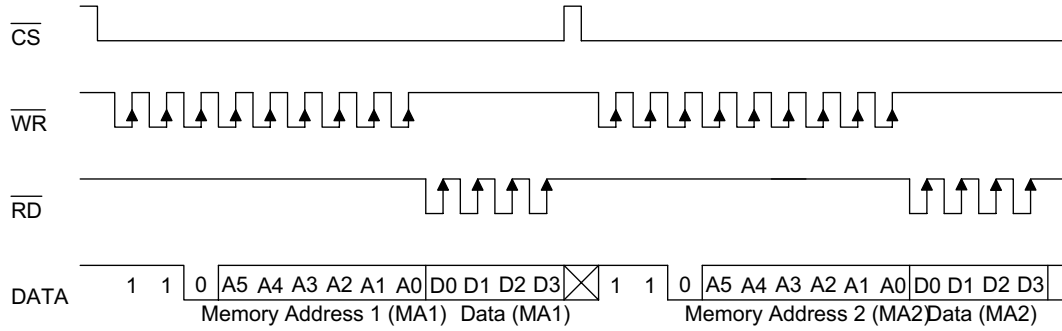 CS
WR
RD
DATA 1 1 0 A5 A4 A3 A2 A1 A0 D0 D1 D2 D3 1 1 0 A5 A4 A3 A2 A1 A0 D0 D1 D2 D3
Memory Address 1 (MA1) Data (MA1) Memory Address 2 (MA2) Data (MA2)